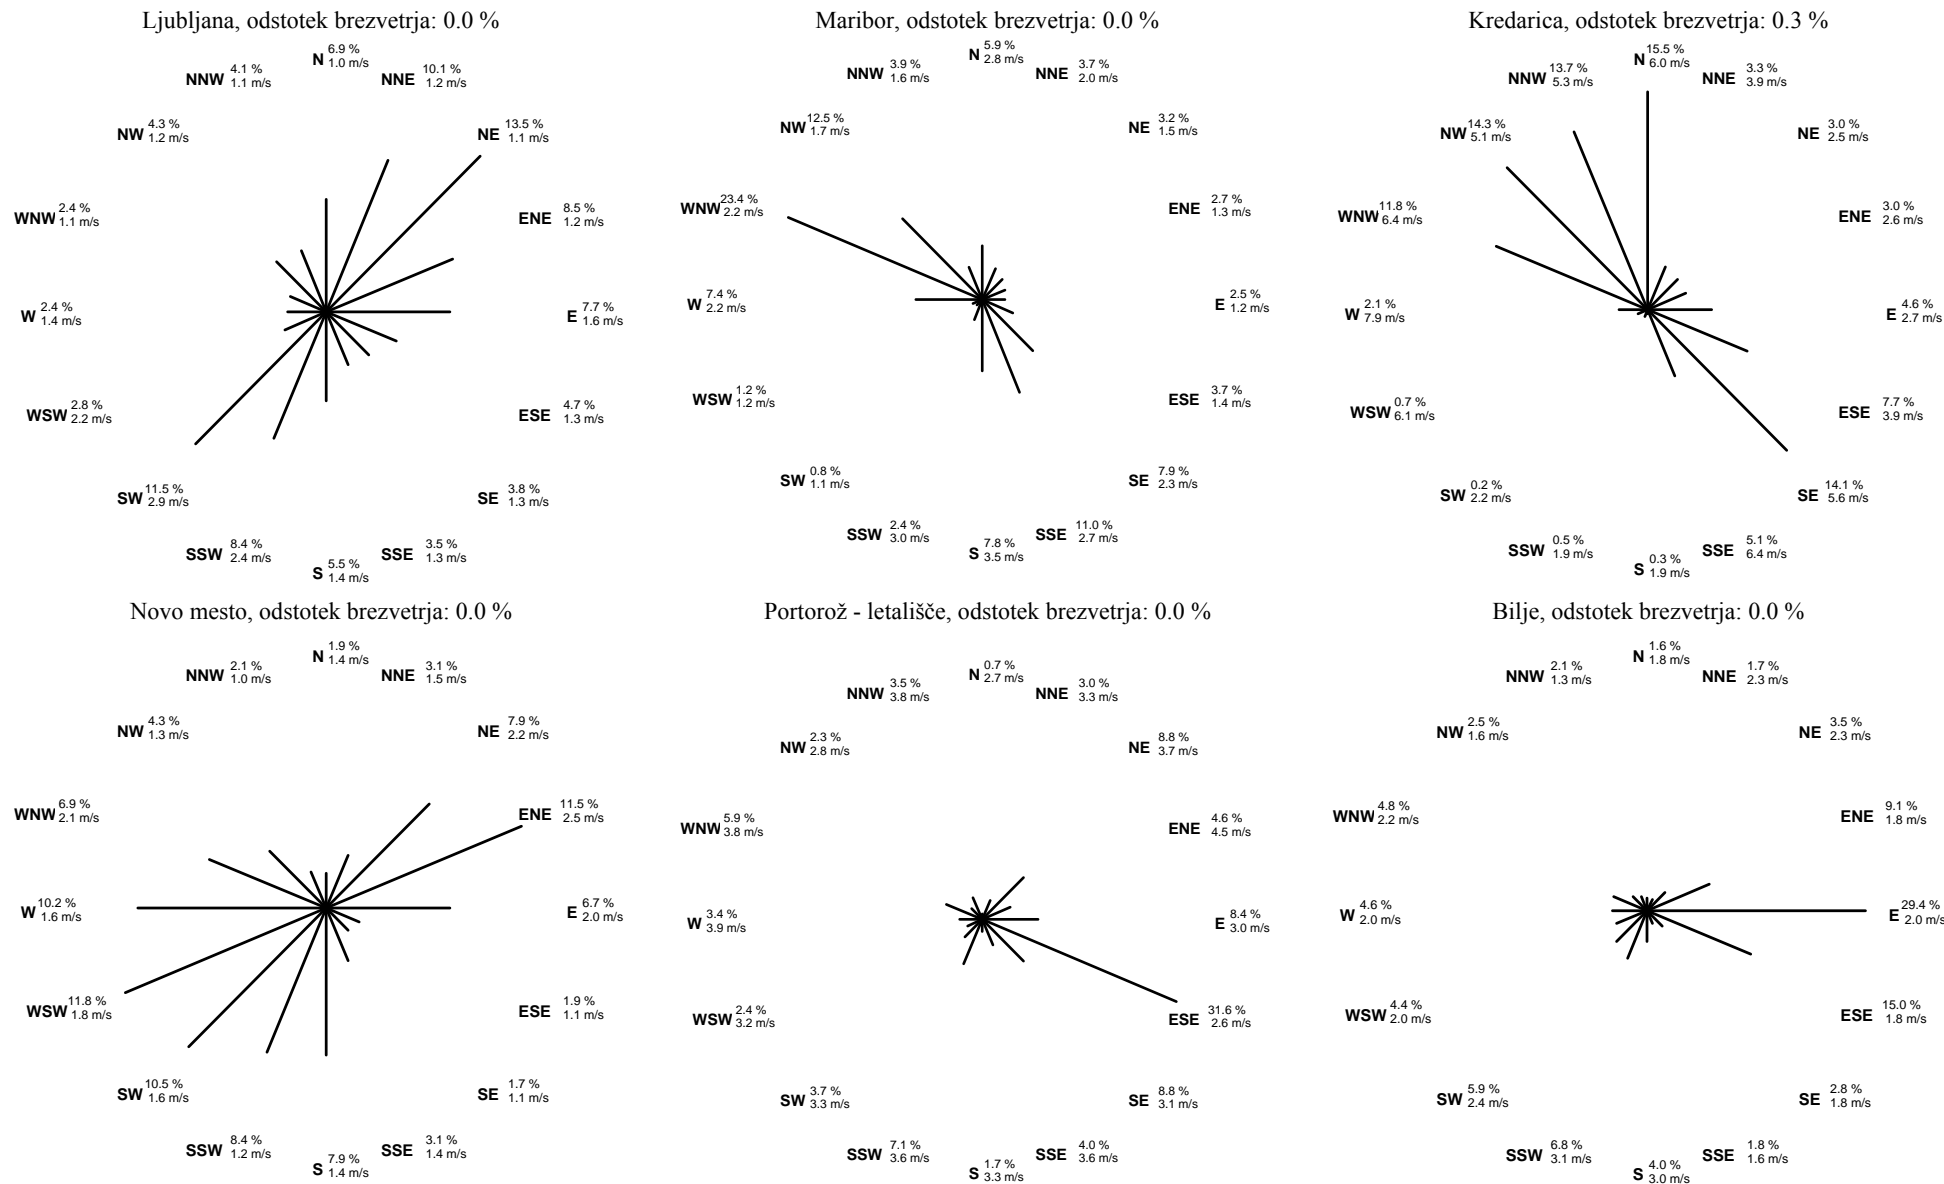 Ljubljana, odstotek brezvetrja: 0.0 %
N 6.9 %
1.0 m/s
NNW 4.1 %
1.1 m/s
NNE 10.1 %
1.2 m/s
NW 4.3 %
1.2 m/s
NE 13.5 %
1.1 m/s
WNW 2.4 %
1.1 m/s
ENE 8.5 %
1.2 m/s
W 2.4 %
1.4 m/s
E 7.7 %
1.6 m/s
WSW 2.8 %
2.2 m/s
ESE 4.7 %
1.3 m/s
SW 11.5 %
2.9 m/s
SE 3.8 %
1.3 m/s
SSW 8.4 %
2.4 m/s
SSE 3.5 %
1.3 m/s
S 5.5 %
1.4 m/s
Maribor, odstotek brezvetrja: 0.0 %
N 5.9 %
2.8 m/s
NNW 3.9 %
1.6 m/s
NNE 3.7 %
2.0 m/s
NW 12.5 %
1.7 m/s
NE 3.2 %
1.5 m/s
WNW 23.4 %
2.2 m/s
ENE 2.7 %
1.3 m/s
W 7.4 %
2.2 m/s
E 2.5 %
1.2 m/s
WSW 1.2 %
1.2 m/s
ESE 3.7 %
1.4 m/s
SW 0.8 %
1.1 m/s
SE 7.9 %
2.3 m/s
SSW 2.4 %
3.0 m/s
SSE 11.0 %
2.7 m/s
S 7.8 %
3.5 m/s
Kredarica, odstotek brezvetrja: 0.3 %
N 15.5 %
6.0 m/s
NNW 13.7 %
5.3 m/s
NNE 3.3 %
3.9 m/s
NW 14.3 %
5.1 m/s
NE 3.0 %
2.5 m/s
WNW 11.8 %
6.4 m/s
ENE 3.0 %
2.6 m/s
W 2.1 %
7.9 m/s
E 4.6 %
2.7 m/s
WSW 0.7 %
6.1 m/s
ESE 7.7 %
3.9 m/s
SW 0.2 %
2.2 m/s
SE 14.1 %
5.6 m/s
SSW 0.5 %
1.9 m/s
SSE 5.1 %
6.4 m/s
S 0.3 %
1.9 m/s
Novo mesto, odstotek brezvetrja: 0.0 %
N 1.9 %
1.4 m/s
NNW 2.1 %
1.0 m/s
NNE 3.1 %
1.5 m/s
NW 4.3 %
1.3 m/s
NE 7.9 %
2.2 m/s
WNW 6.9 %
2.1 m/s
ENE 11.5 %
2.5 m/s
W 10.2 %
1.6 m/s
E 6.7 %
2.0 m/s
WSW 11.8 %
1.8 m/s
ESE 1.9 %
1.1 m/s
SW 10.5 %
1.6 m/s
SE 1.7 %
1.1 m/s
SSW 8.4 %
1.2 m/s
SSE 3.1 %
1.4 m/s
S 7.9 %
1.4 m/s
Portorož - letališče, odstotek brezvetrja: 0.0 %
N 0.7 %
2.7 m/s
NNW 3.5 %
3.8 m/s
NNE 3.0 %
3.3 m/s
NW 2.3 %
2.8 m/s
NE 8.8 %
3.7 m/s
WNW 5.9 %
3.8 m/s
ENE 4.6 %
4.5 m/s
W 3.4 %
3.9 m/s
E 8.4 %
3.0 m/s
WSW 2.4 %
3.2 m/s
ESE 31.6 %
2.6 m/s
SW 3.7 %
3.3 m/s
SE 8.8 %
3.1 m/s
SSW 7.1 %
3.6 m/s
SSE 4.0 %
3.6 m/s
S 1.7 %
3.3 m/s
Bilje, odstotek brezvetrja: 0.0 %
N 1.6 %
1.8 m/s
NNW 2.1 %
1.3 m/s
NNE 1.7 %
2.3 m/s
NW 2.5 %
1.6 m/s
NE 3.5 %
2.3 m/s
WNW 4.8 %
2.2 m/s
ENE 9.1 %
1.8 m/s
W 4.6 %
2.0 m/s
E 29.4 %
2.0 m/s
WSW 4.4 %
2.0 m/s
ESE 15.0 %
1.8 m/s
SW 5.9 %
2.4 m/s
SE 2.8 %
1.8 m/s
SSW 6.8 %
3.1 m/s
SSE 1.8 %
1.6 m/s
S 4.0 %
3.0 m/s